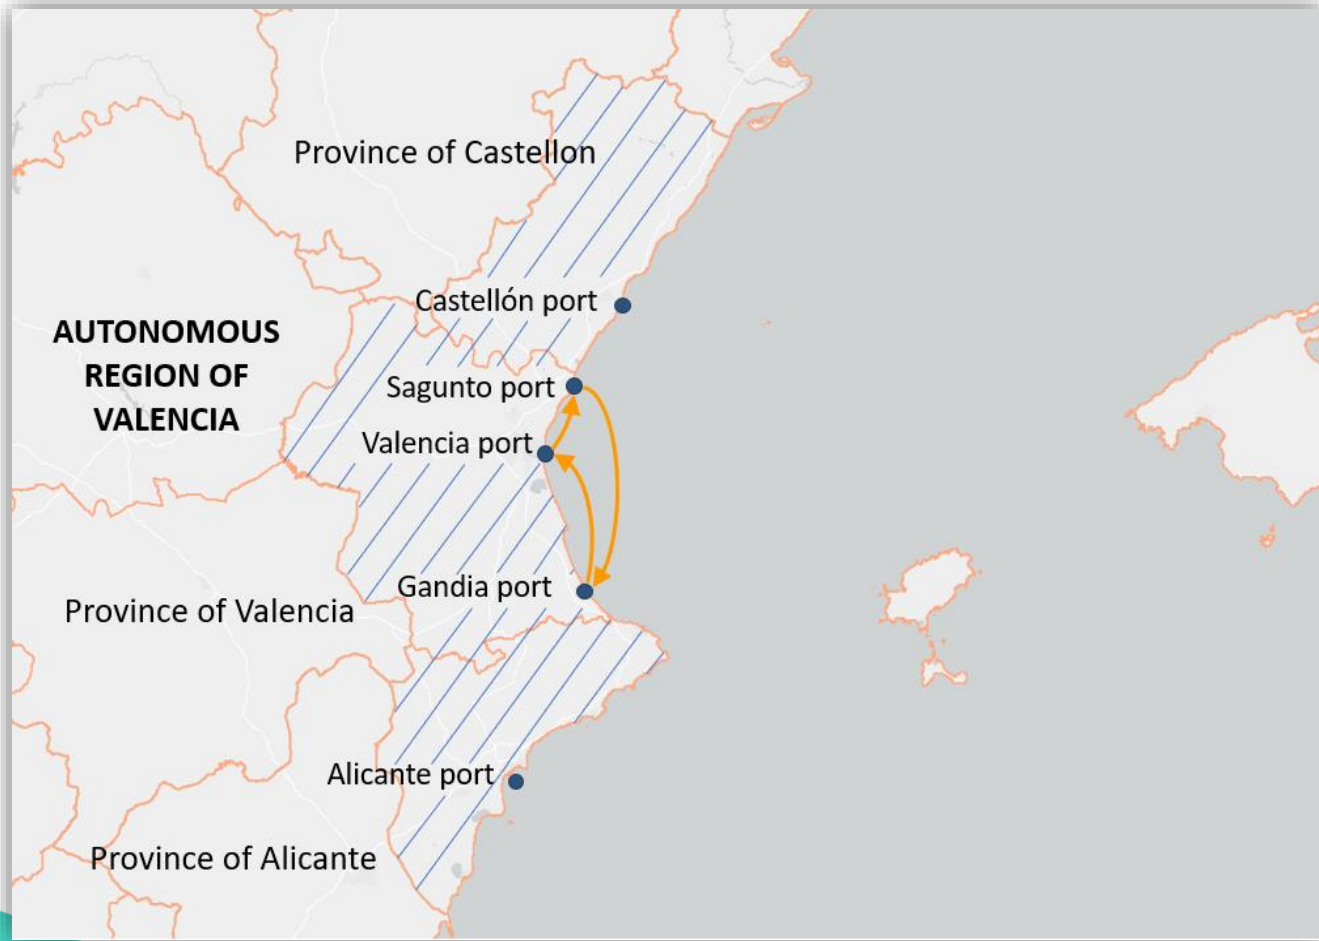 Province of Castellon
Castellón port
AUTONOMOUS
REGION OF
VALENCIA
Sagunto port
Valencia port
Gandia port
Province of Valencia
Alicante port
Province of Alicante